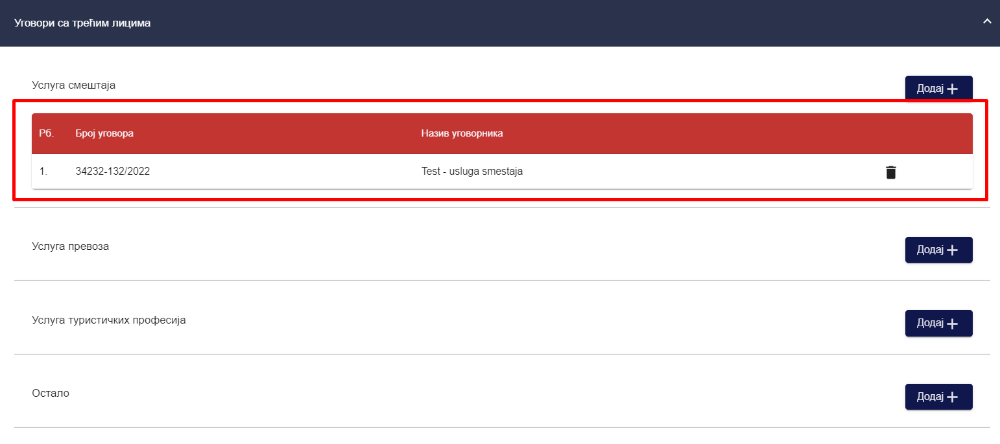 Уговори са трећим лицима
Услуга смештаја
Додај
Рб. Број уговора Назив уговорника
1. 34232-132/2022 Test - usluga smestaja
Услуга превоза
Додај
Услуга туристичких професија
Додај
Остало
Додај